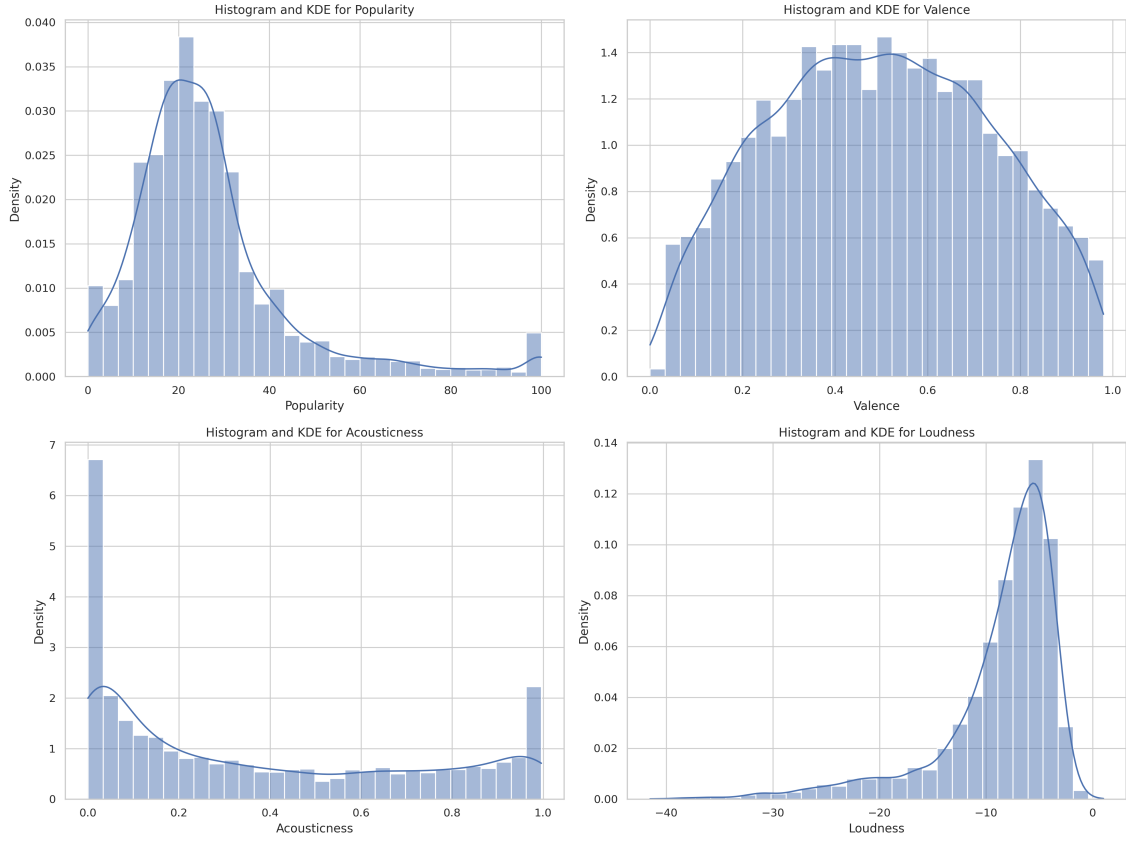 Histogram and KDE for Popularity
0.040
0.035
0.030
0.025
0.020
0.015
0.010
0.005
0.000
Density
0 20 40 60 80 100
Popularity
Histogram and KDE for Valence
1.4
1.2
1.0
0.8
0.6
0.4
0.2
0.0
Density
0.0 0.2 0.4 0.6 0.8 1.0
Valence
Histogram and KDE for Acousticness
7
6
5
4
3
2
1
0
Density
0.0 0.2 0.4 0.6 0.8 1.0
Acousticness
Histogram and KDE for Loudness
0.14
0.12
0.10
0.08
0.06
0.04
0.02
0.00
Density
−40 −30 −20 −10 0
Loudness